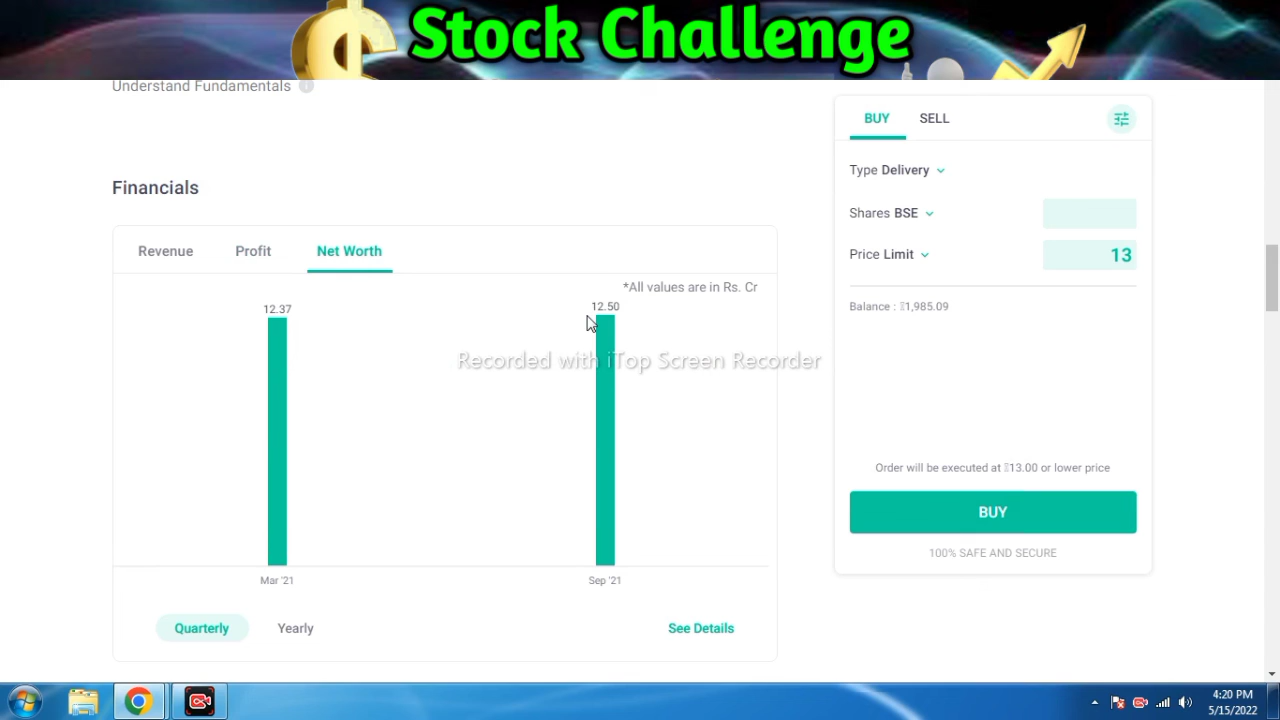 Stock Challenge
Understand Fundamentals
BUY SELL
Type Delivery
Shares BSE
Price Limit 13
Balance : 1,985.09
Order will be executed at 13.00 or lower price
BUY
100% SAFE AND SECURE
Financials
Revenue Profit Net Worth
*All values are in Rs. Cr
12.37 12.50
Recorded with iTop Screen Recorder
Mar '21 Sep '21
Quarterly Yearly See Details
4:20 PM
5/15/2022